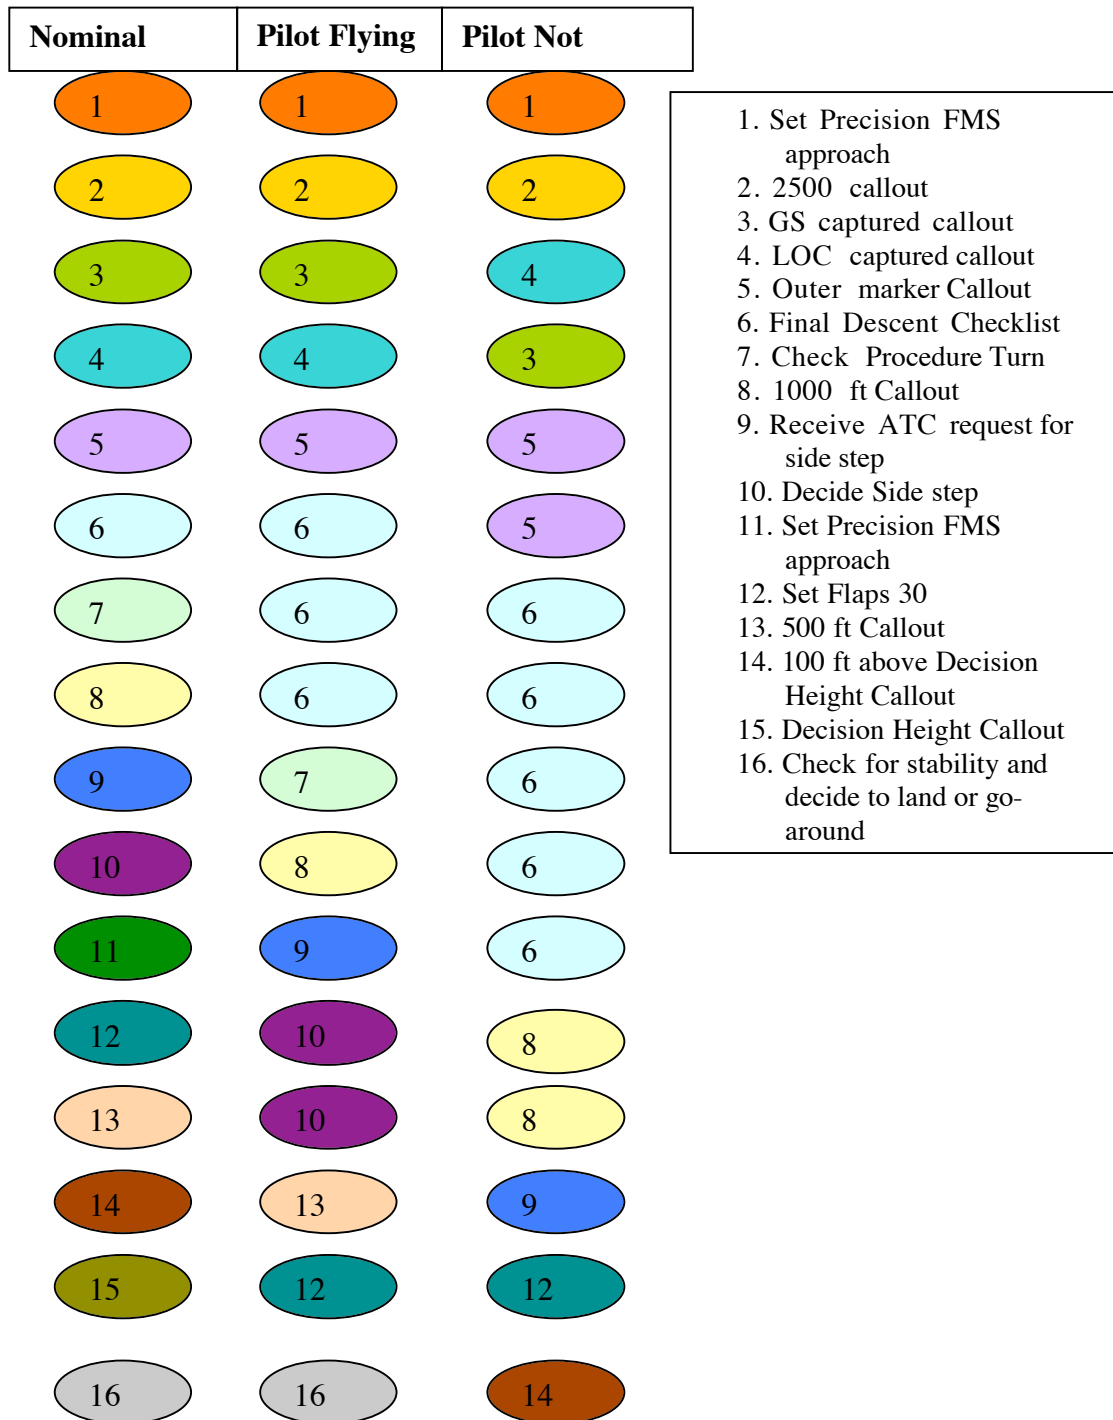 Nominal Pilot Flying Pilot Not
1 1 1
2 2 2
3 3 4
4 4 3
5 5 5
6 6 5
7 6 6
8 6 6
9 7 6
10 8 6
11 9 6
12 10 8
13 10 8
14 13 9
15 12 12
16 16 14
1. Set Precision FMS
approach
2. 2500 callout
3. GS captured callout
4. LOC captured callout
5. Outer marker Callout
6. Final Descent Checklist
7. Check Procedure Turn
8. 1000 ft Callout
9. Receive ATC request for
side step
10. Decide Side step
11. Set Precision FMS
approach
12. Set Flaps 30
13. 500 ft Callout
14. 100 ft above Decision
Height Callout
15. Decision Height Callout
16. Check for stability and
decide to land or go-
around